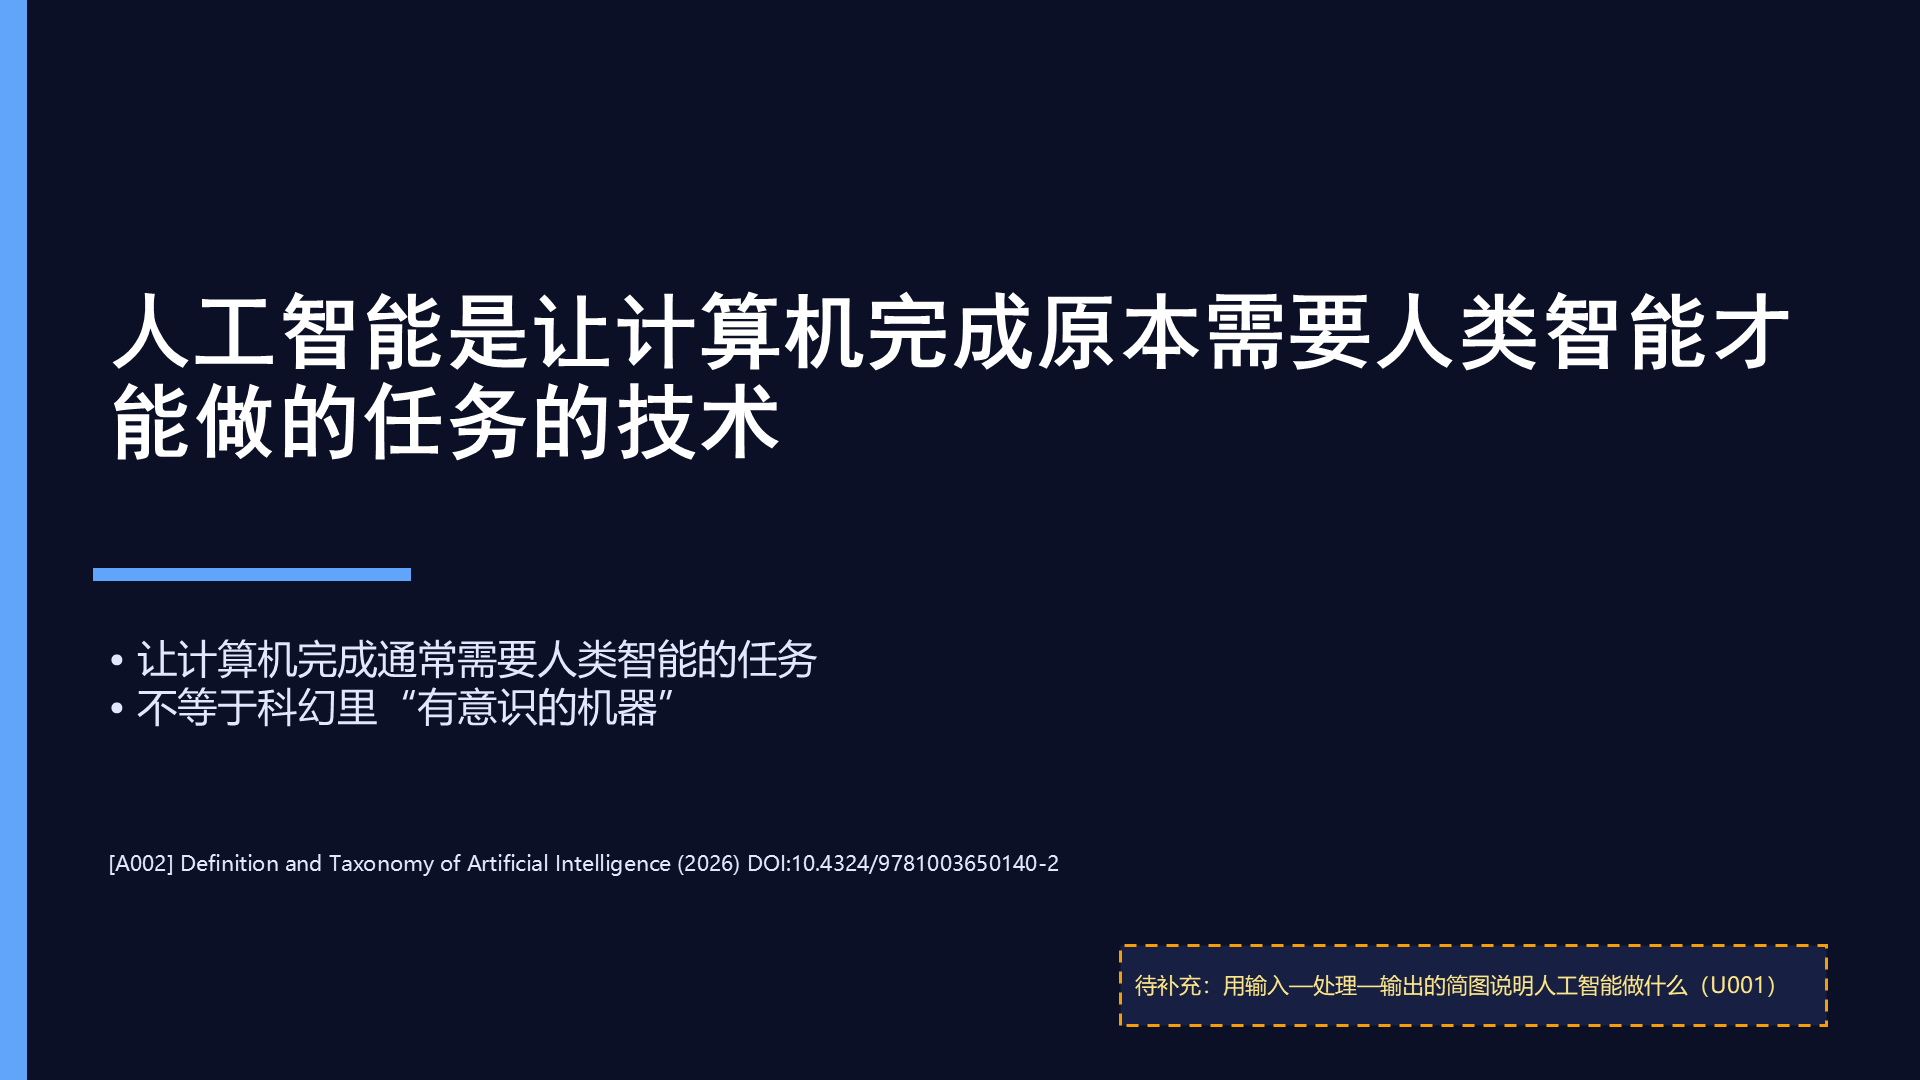 人工智能是让计算机完成原本需要人类智能才
能做的任务的技术
• 让计算机完成通常需要人类智能的任务
• 不等于科幻里“有意识的机器”
[A002] Definition and Taxonomy of Artificial Intelligence (2026) DOI:10.4324/9781003650140-2
待补充：用输入—处理—输出的简图说明人工智能做什么（U001）